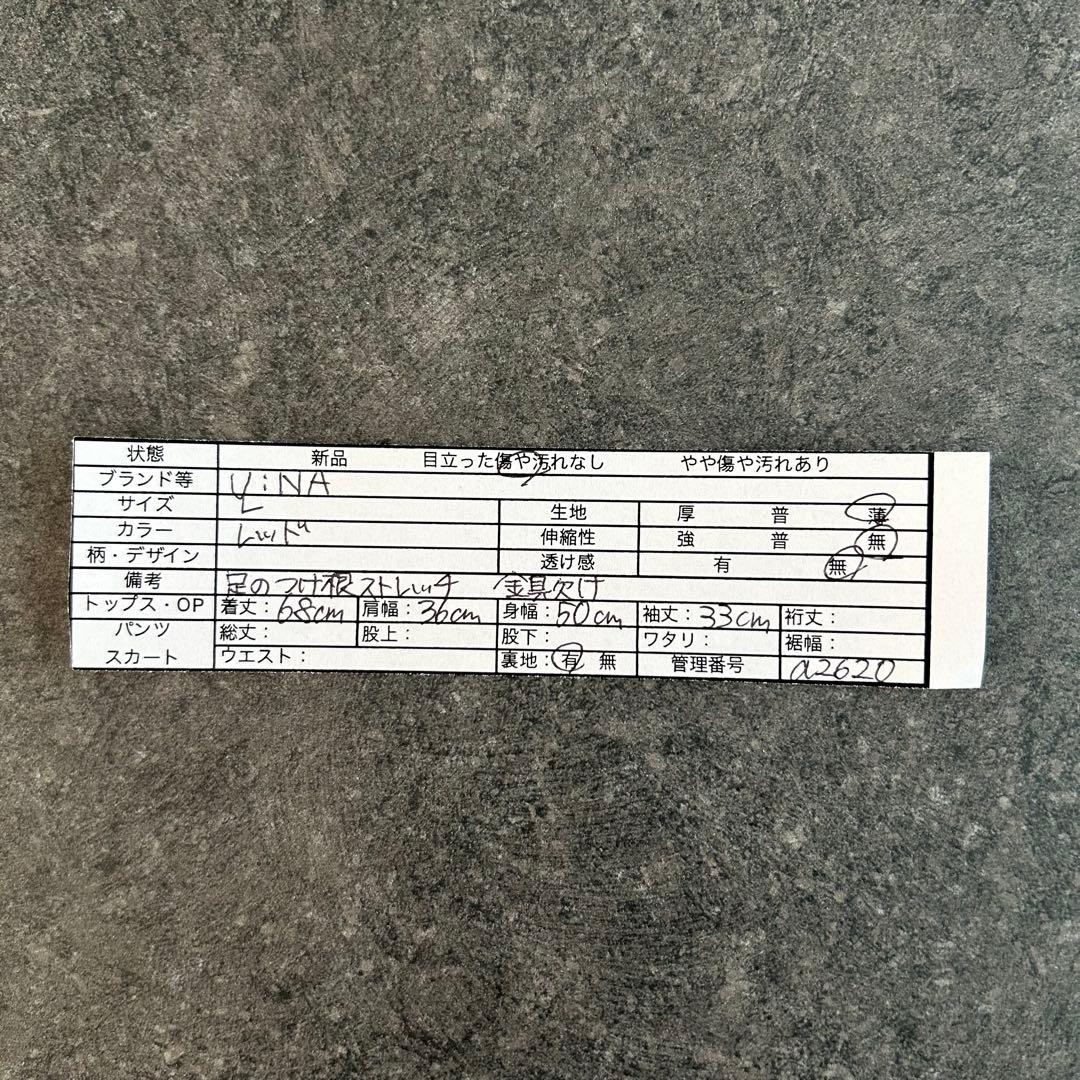 状態 新品 目立った傷や汚れなし やや傷や汚れあり
ブランド等 ViNA
サイズ L 生地 厚 普 薄
カラー レッド 伸縮性 強 普 無
柄・デザイン 透け感 有 無
備考 足のつけ根ストレッチ 金具欠け
トップス・OP 着丈：68cm 肩幅：36cm 身幅：50cm 袖丈：33cm 裄丈：
パンツ 総丈： 股上： 股下： ワタリ： 裾幅：
スカート ウエスト： 裏地：有 無 管理番号 a2620